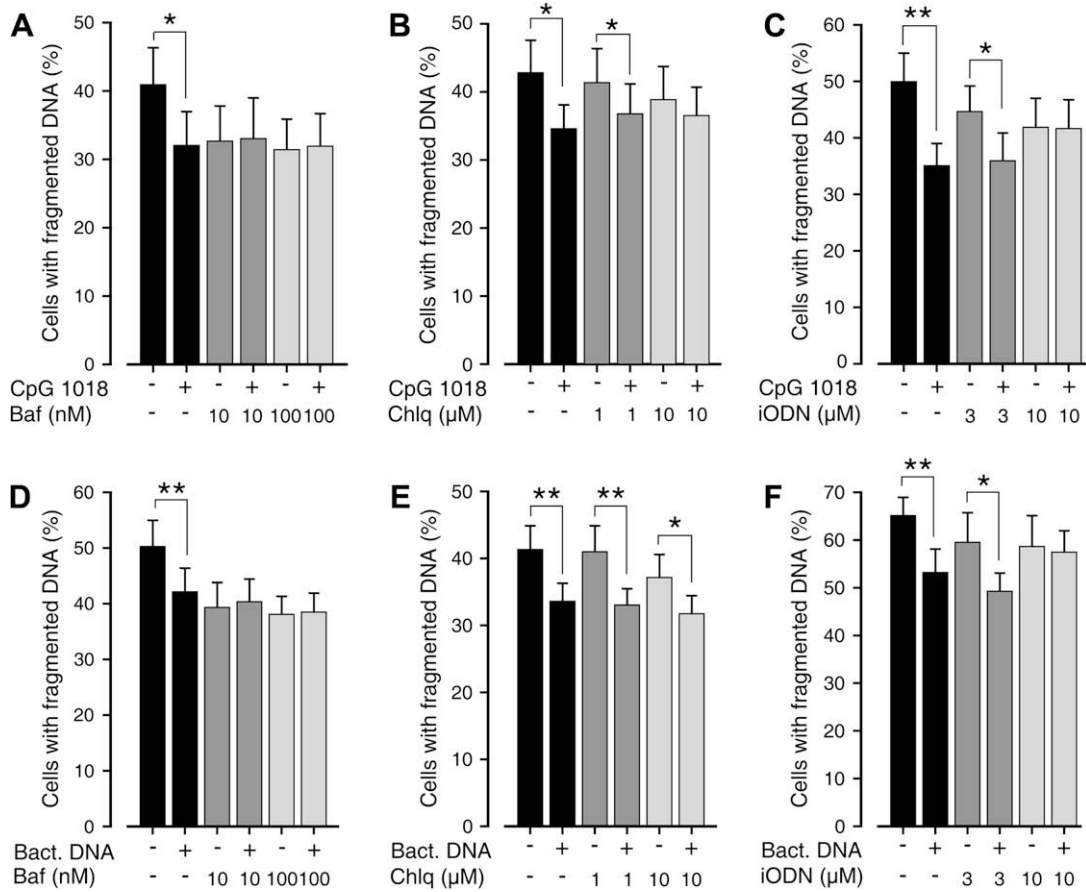 A
Cells with fragmented DNA (%)
50
40
30
20
10
0
*
CpG 1018 - + - + - +
Baf (nM) - - 10 10 100 100
B
Cells with fragmented DNA (%)
50
40
30
20
10
0
*
*
CpG 1018 - + - + - +
Chlq (µM) - - 1 1 10 10
C
Cells with fragmented DNA (%)
60
50
40
30
20
10
0
**
*
CpG 1018 - + - + - +
iODN (µM) - - 3 3 10 10
D
Cells with fragmented DNA (%)
60
50
40
30
20
10
0
**
Bact. DNA - + - + - +
Baf (nM) - - 10 10 100 100
E
Cells with fragmented DNA (%)
50
40
30
20
10
0
**
**
*
Bact. DNA - + - + - +
Chlq (µM) - - 1 1 10 10
F
Cells with fragmented DNA (%)
70
60
50
40
30
20
10
0
**
*
Bact. DNA - + - + - +
iODN (µM) - - 3 3 10 10